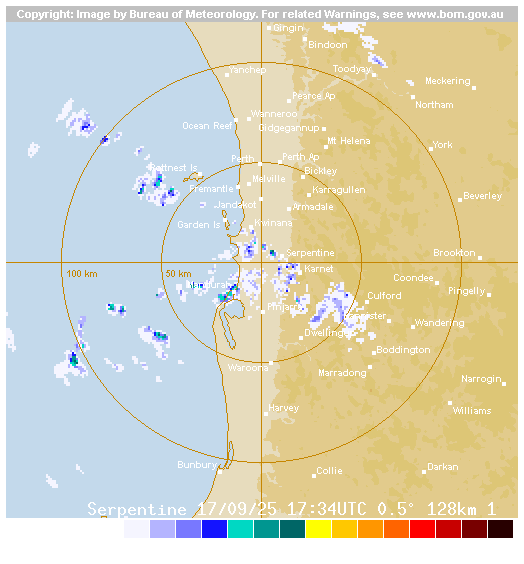 Copyright: Image by Bureau of Meteorology. For related Warnings, see www.bom.gov.au
Gingin
Bindoon
Toodyay
Yanchep
Meckering
Pearce Ap
Northam
Wanneroo
Ocean Reef
Gidgegannup
Mt Helena
York
Perth
Perth Ap
Rottnest Is
Bickley
Melville
Fremantle
Karragullen
Beverley
Jandakot
Armadale
Garden Is
Kwinana
Serpentine
Brookton
100 km
50 km
Karnet
Coondee
Mandurah
Pingelly
Culford
Pinjarra
Wandering
Dwellingup
Boddington
Waroona
Marradong
Narrogin
Harvey
Williams
Bunbury
Collie
Darkan
Serpentine 17/09/25 17:34UTC 0.5° 128km 1